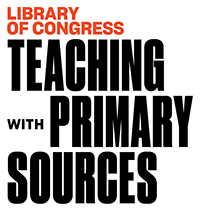 LIBRARY
OF CONGRESS
TEACHING
WITH PRIMARY
SOURCES